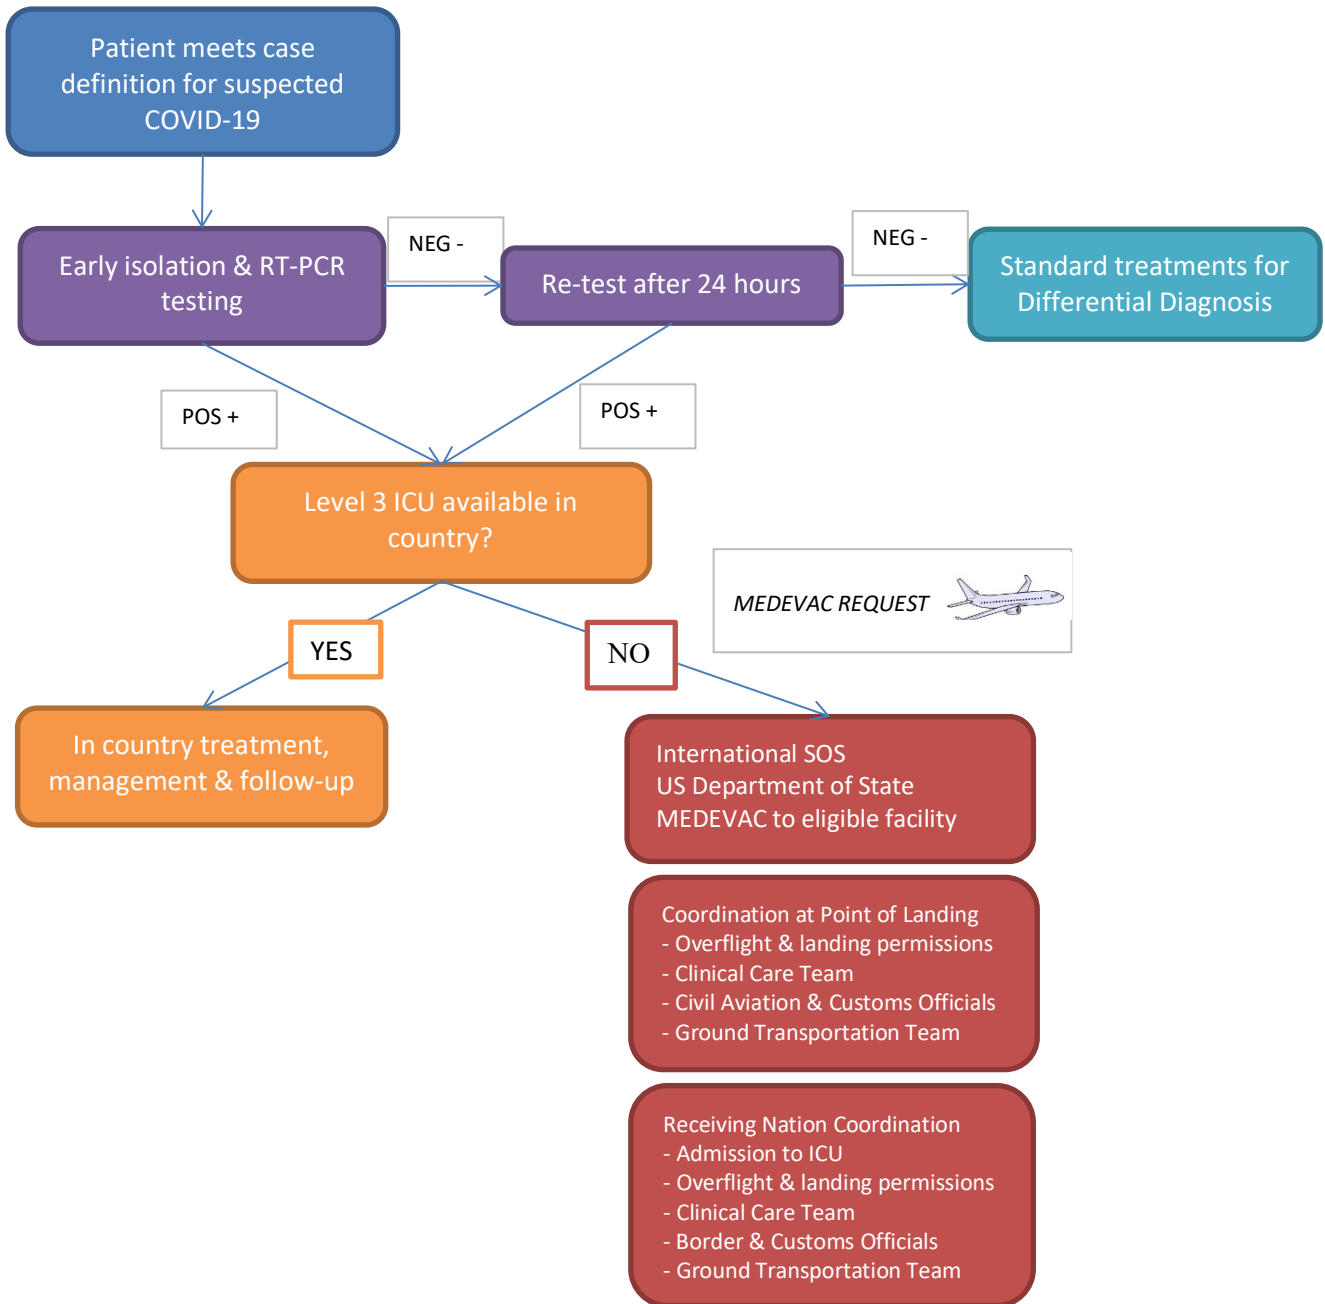 Patient meets case
definition for suspected
COVID-19
NEG -
NEG -
Early isolation & RT-PCR
testing
Re-test after 24 hours
Standard treatments for
Differential Diagnosis
POS +
POS +
Level 3 ICU available in
country?
MEDEVAC REQUEST
YES
NO
In country treatment,
management & follow-up
International SOS
US Department of State
MEDEVAC to eligible facility
Coordination at Point of Landing
- Overflight & landing permissions
- Clinical Care Team
- Civil Aviation & Customs Officials
- Ground Transportation Team
Receiving Nation Coordination
- Admission to ICU
- Overflight & landing permissions
- Clinical Care Team
- Border & Customs Officials
- Ground Transportation Team